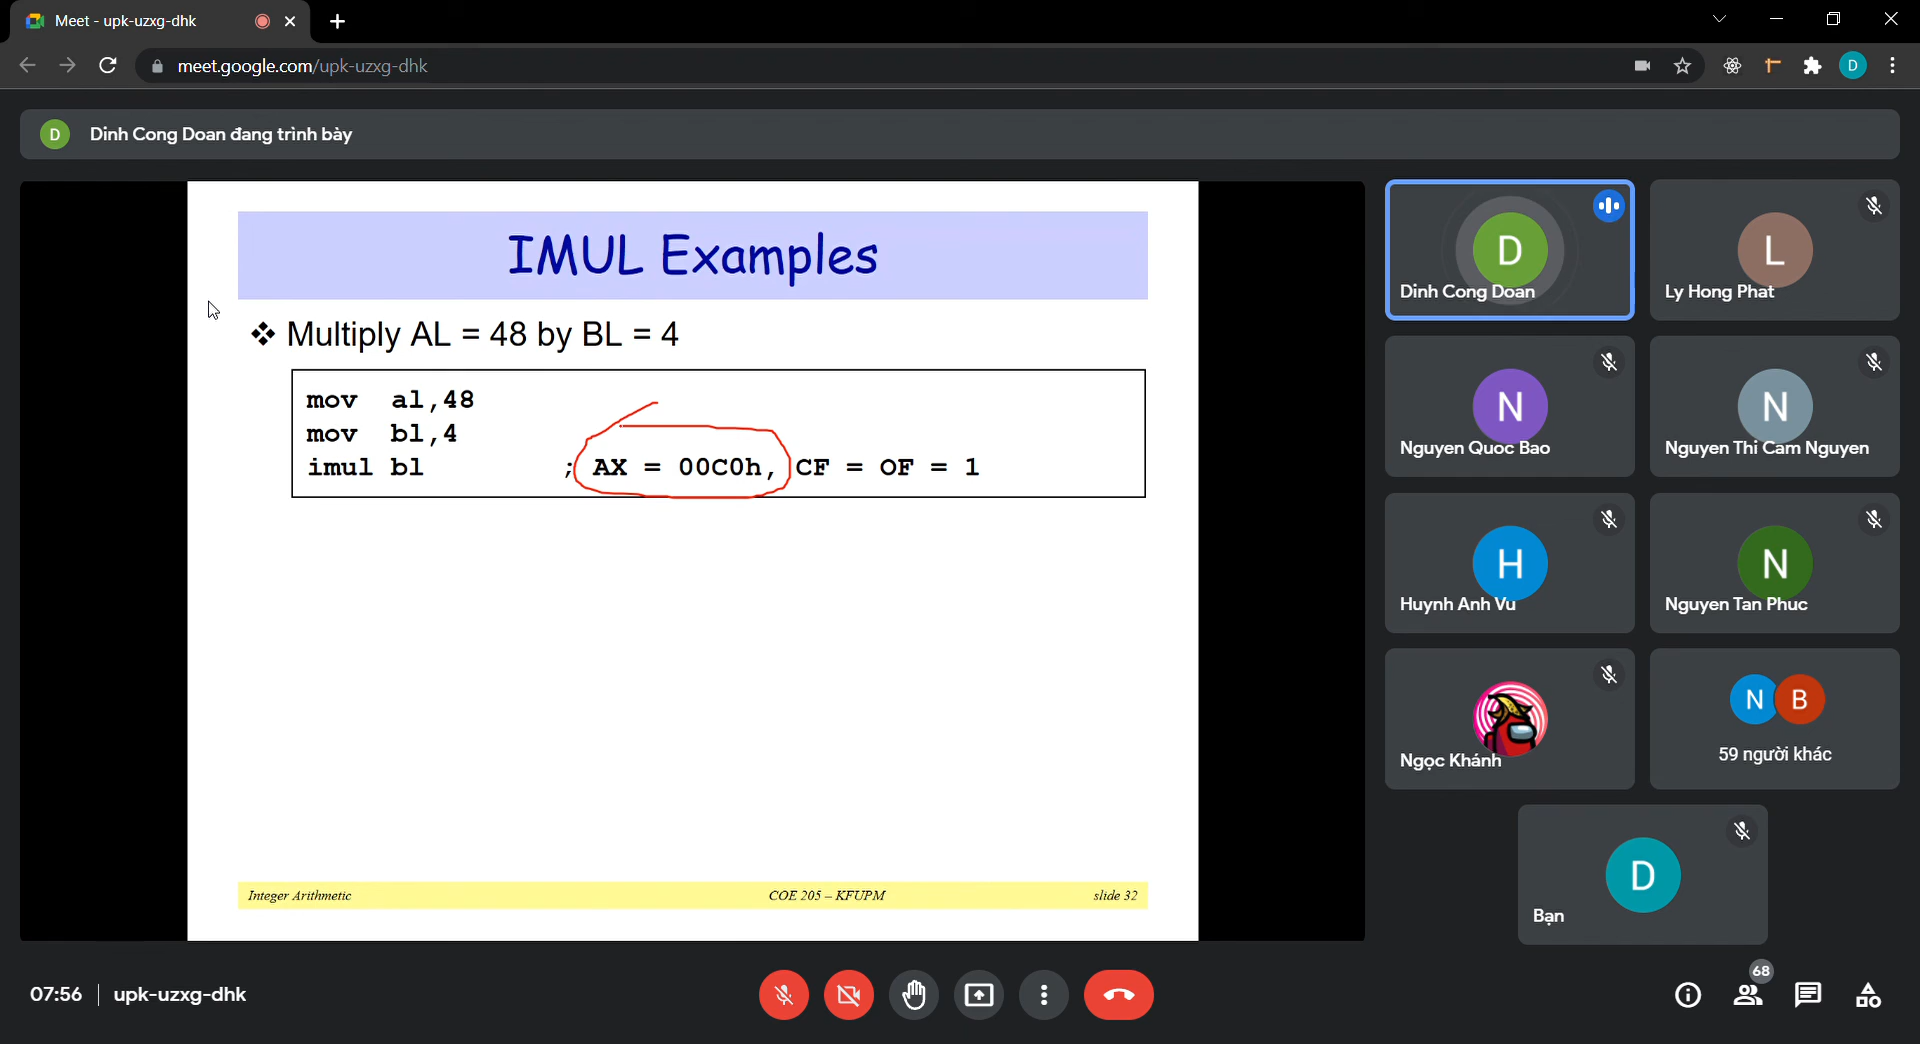 Meet - upk-uzxg-dhk
meet.google.com/upk-uzxg-dhk
D
D
Dinh Cong Doan đang trình bày
IMUL Examples
❖ Multiply AL = 48 by BL = 4
mov al,48
mov bl,4
imul bl ; AX = 00C0h, CF = OF = 1
Integer Arithmetic COE 205 – KFUPM slide 32
D
Dinh Cong Doan
L
Ly Hong Phat
N
Nguyen Quoc Bao
N
Nguyen Thi Cam Nguyen
H
Huynh Anh Vu
N
Nguyen Tan Phuc
Ngọc Khánh
N B
59 người khác
D
Bạn
07:56 | upk-uzxg-dhk
68